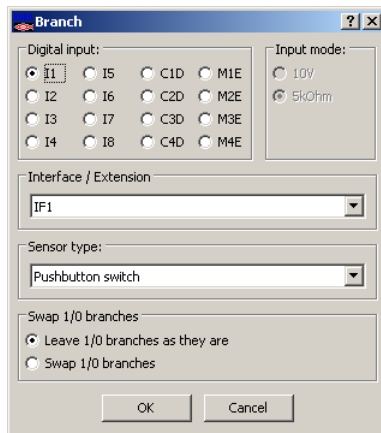 Branch
Digital input: Input mode:
I1 I5 C1D M1E 10V
I2 I6 C2D M2E 5kOhm
I3 I7 C3D M3E
I4 I8 C4D M4E
Interface / Extension
IF1
Sensor type:
Pushbutton switch
Swap 1/0 branches
Leave 1/0 branches as they are
Swap 1/0 branches
OK Cancel